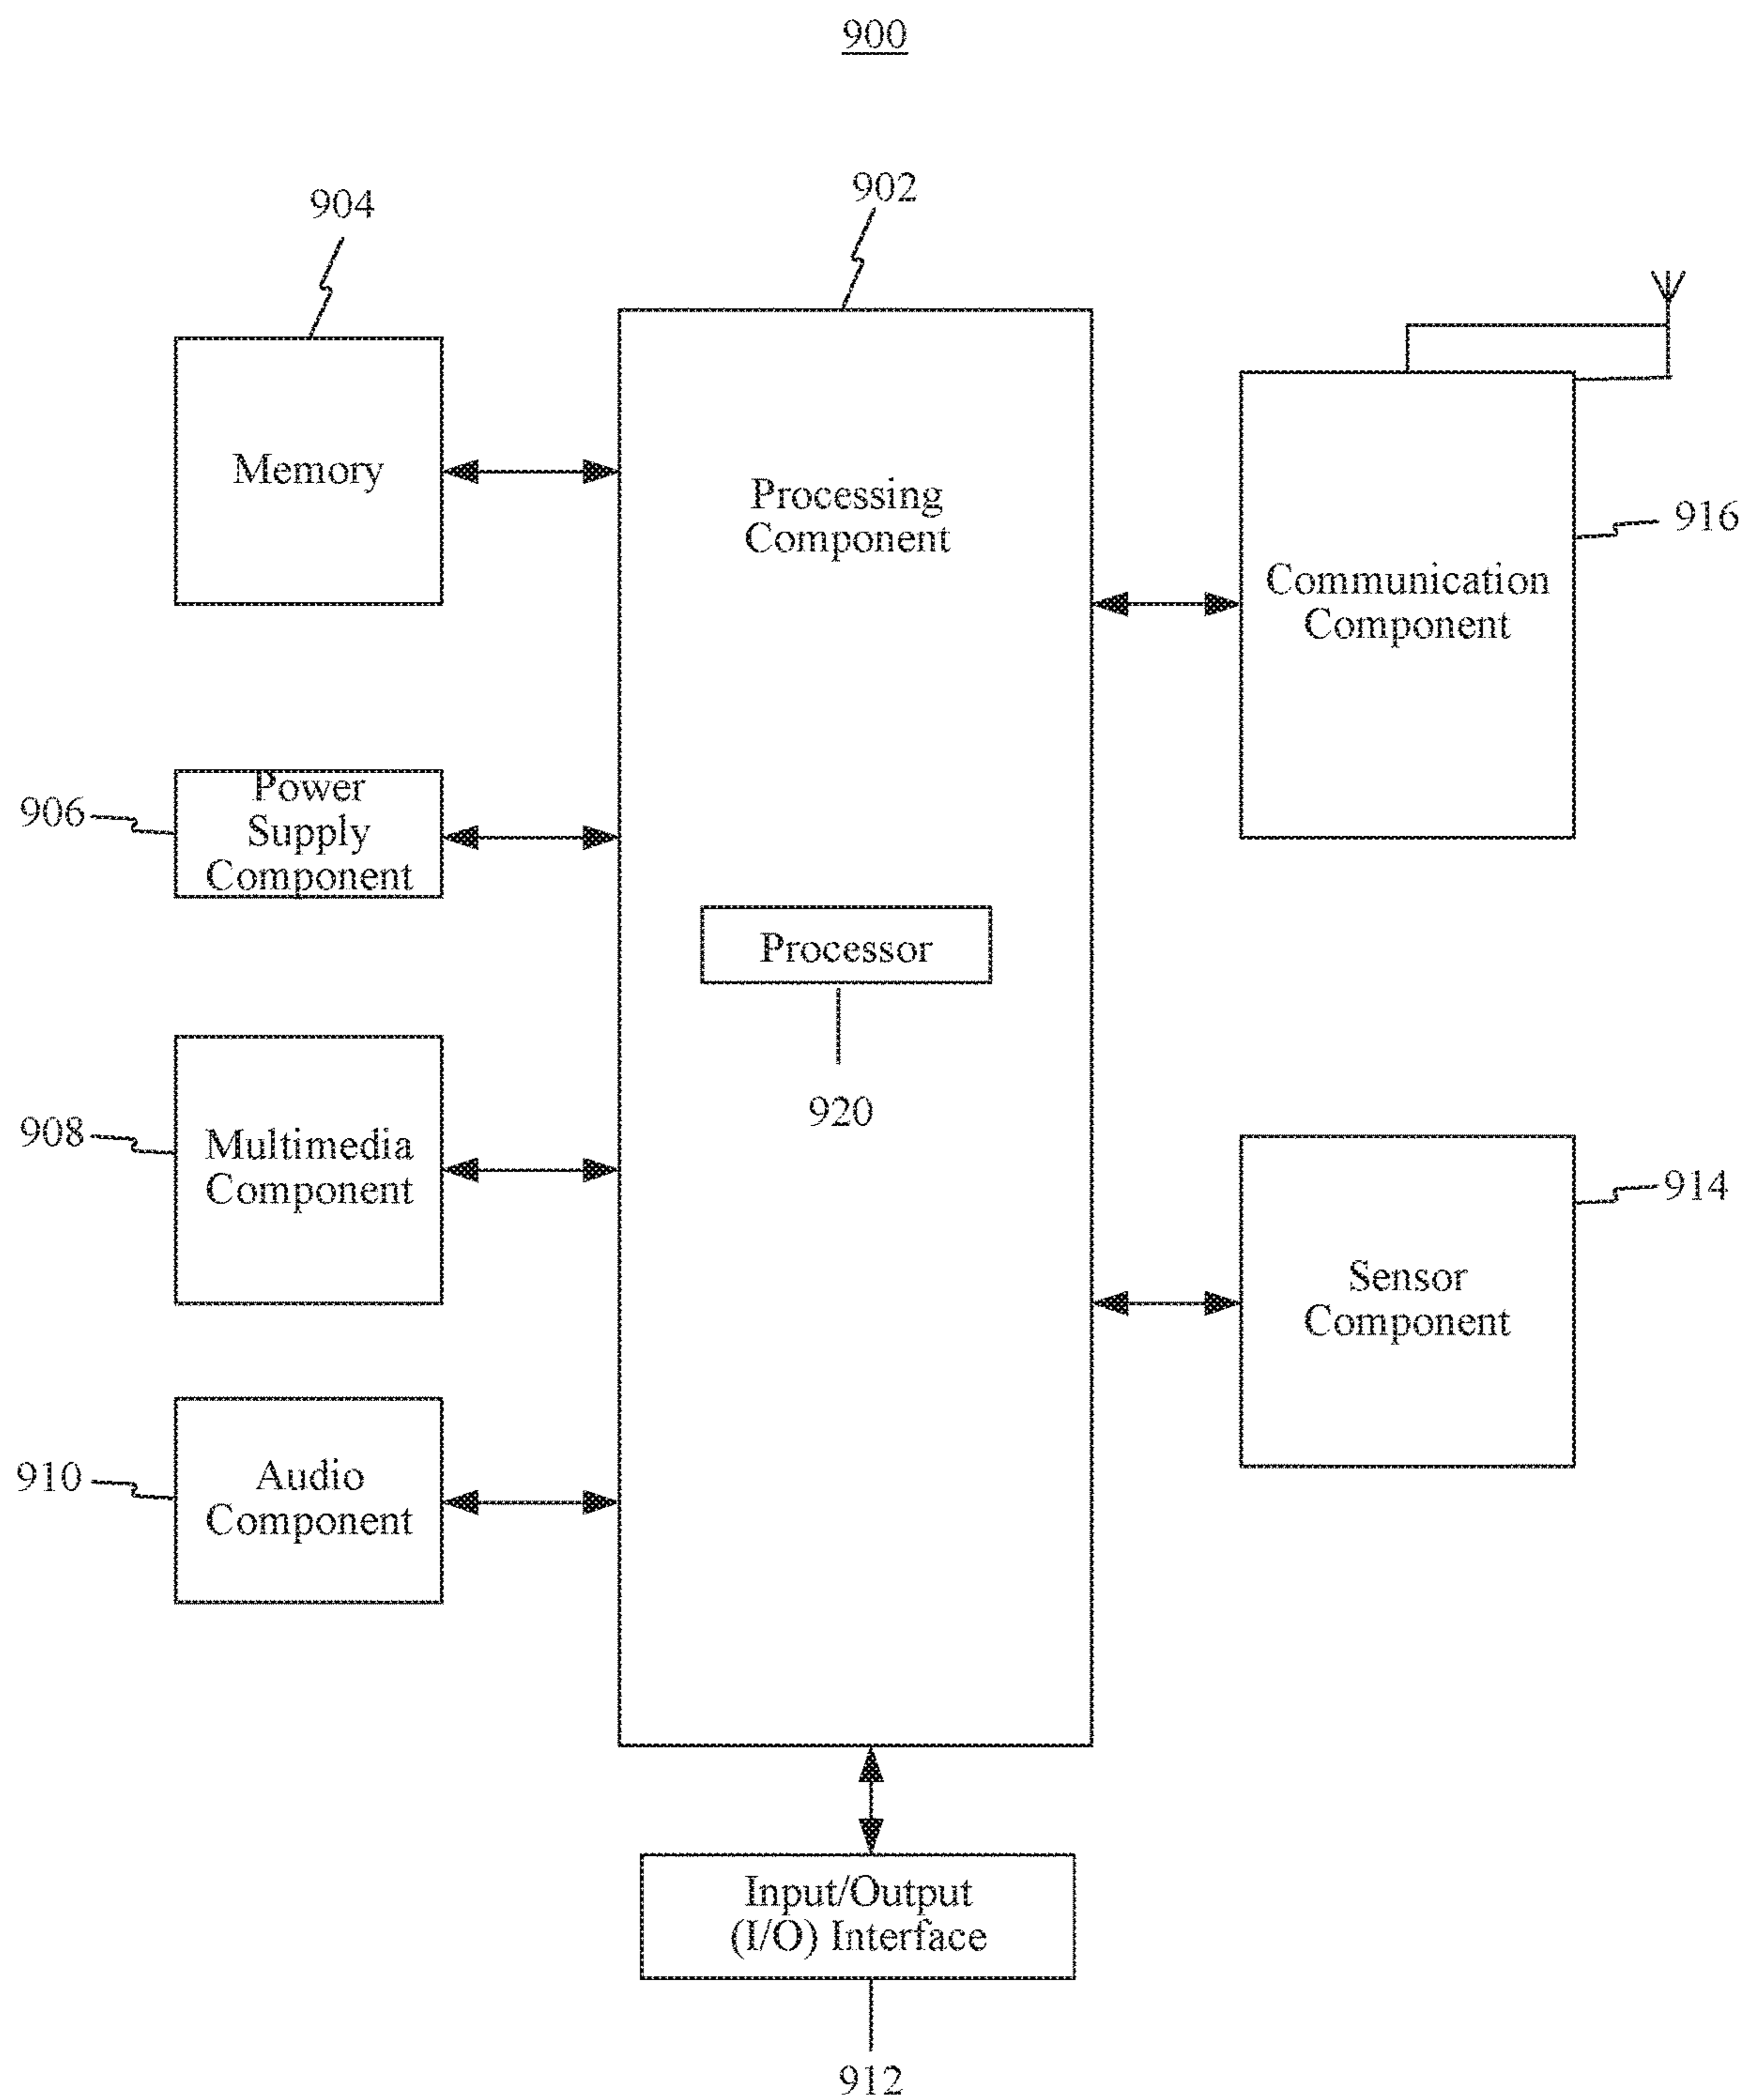 900
904
902
Memory
Processing
Component
916
Communication
Component
906
Power
Supply
Component
Processor
920
908
Multimedia
Component
914
Sensor
Component
910
Audio
Component
Input/Output
(I/O) Interface
912